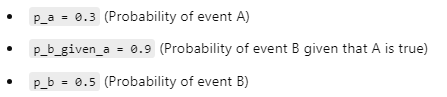 p_a = 0.3 (Probability of event A)
p_b_given_a = 0.9 (Probability of event B given that A is true)
p_b = 0.5 (Probability of event B)